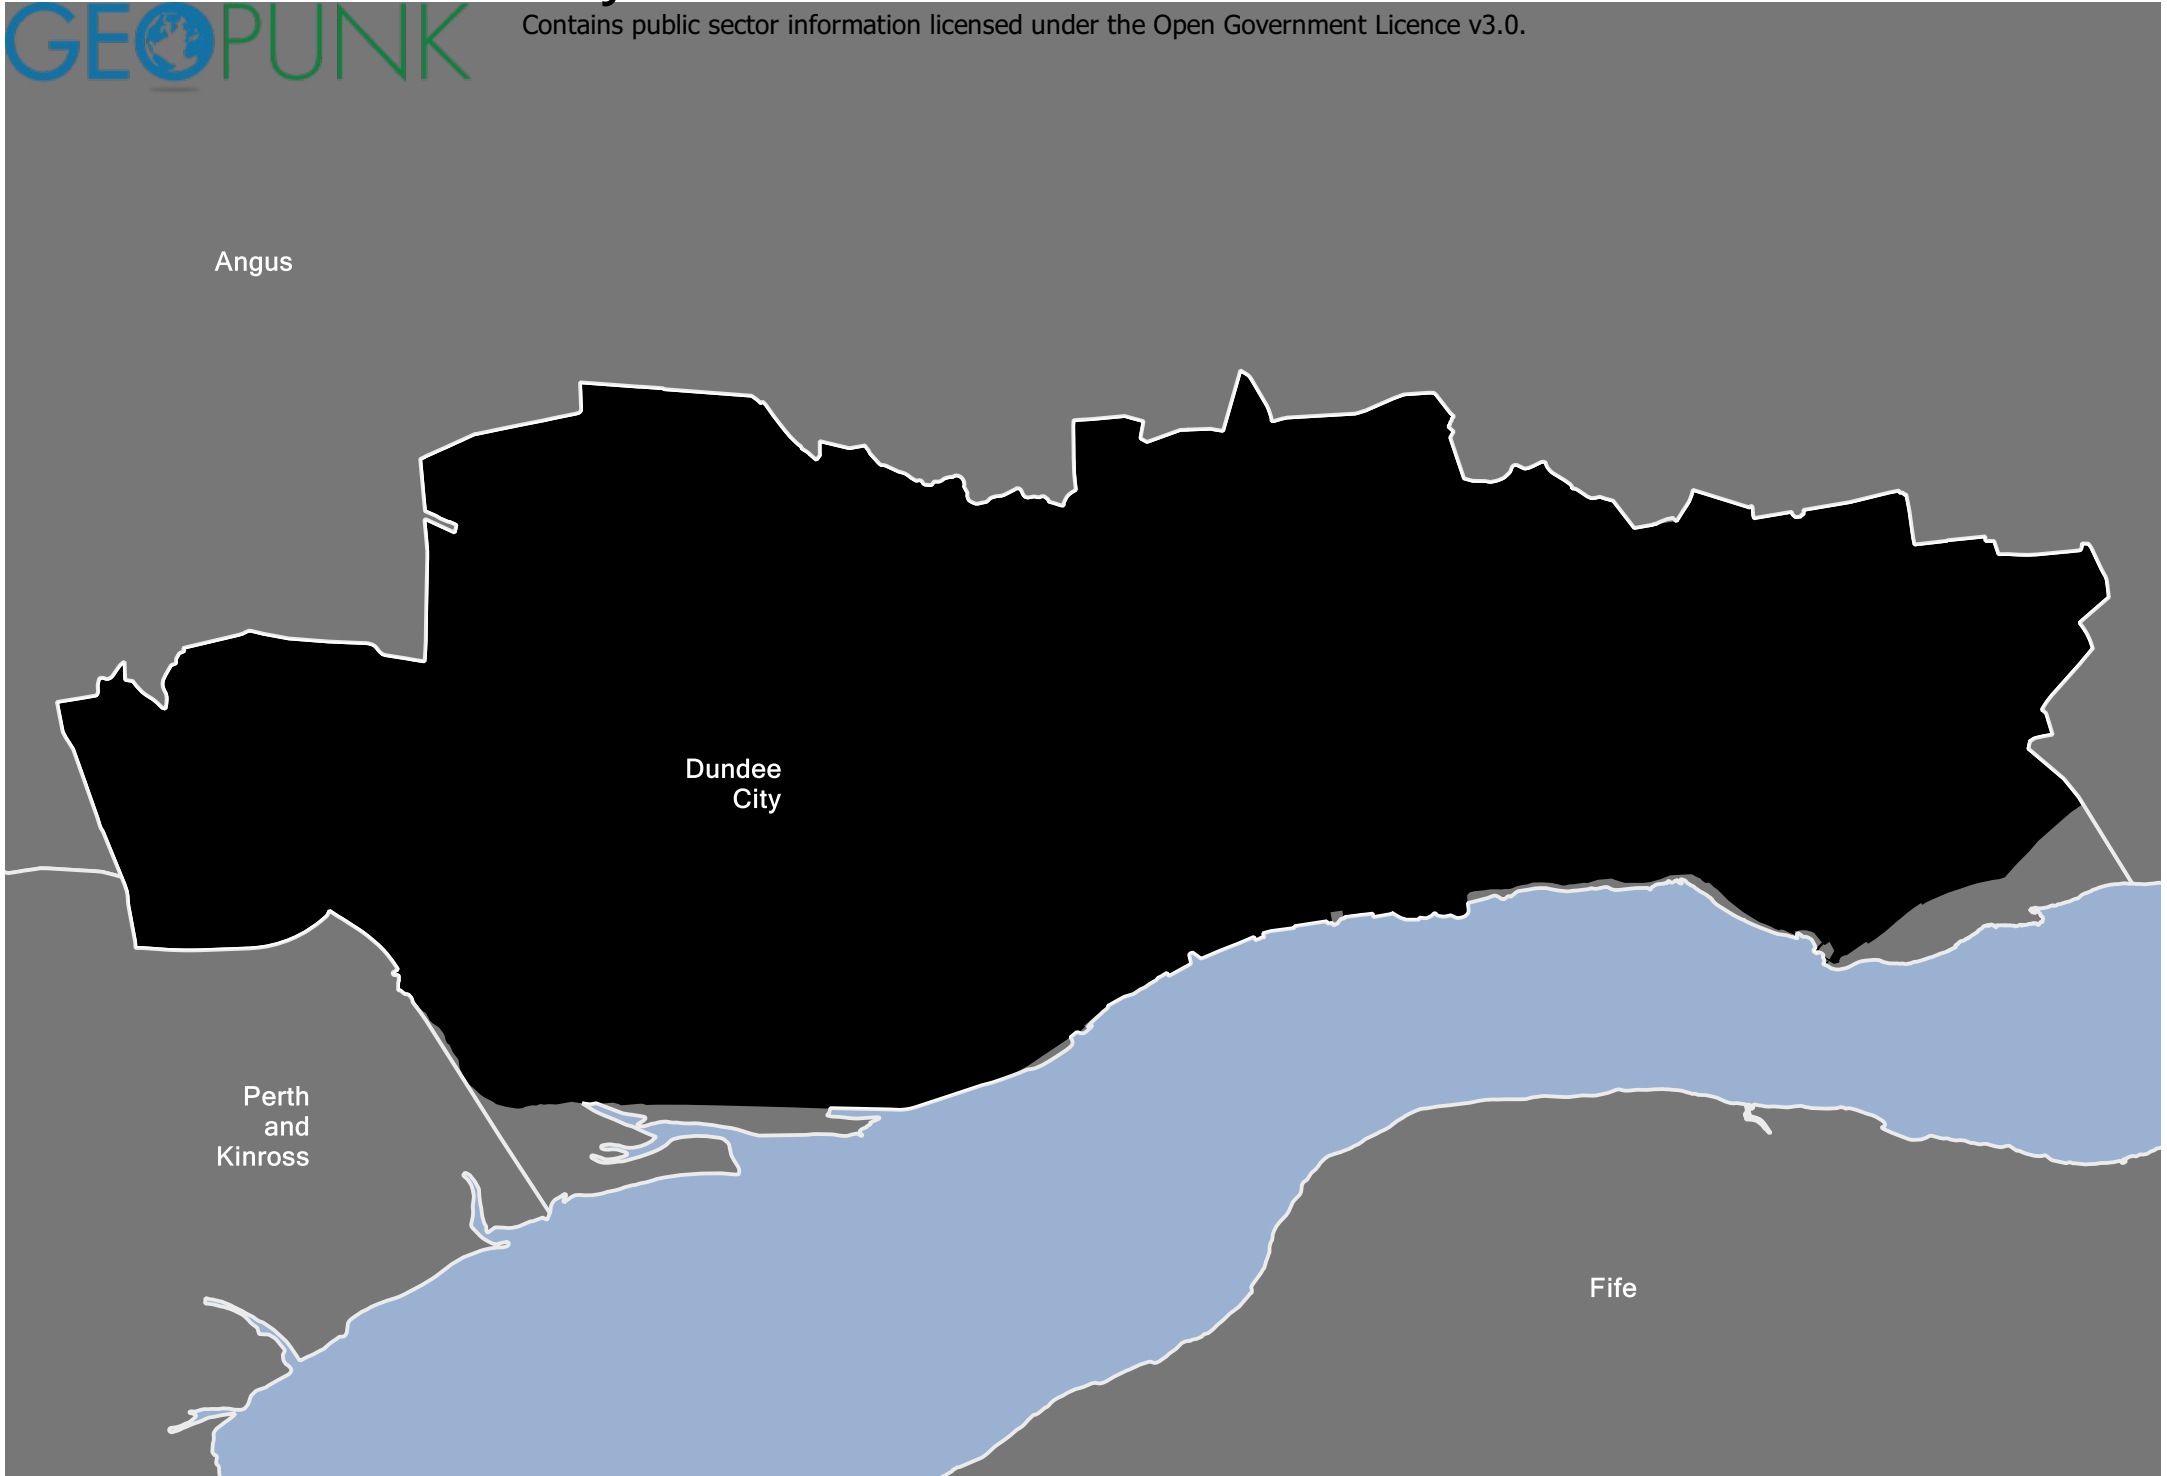 GEOPUNK
Contains public sector information licensed under the Open Government Licence v3.0.
Angus
Dundee
City
Perth
and
Kinross
Fife